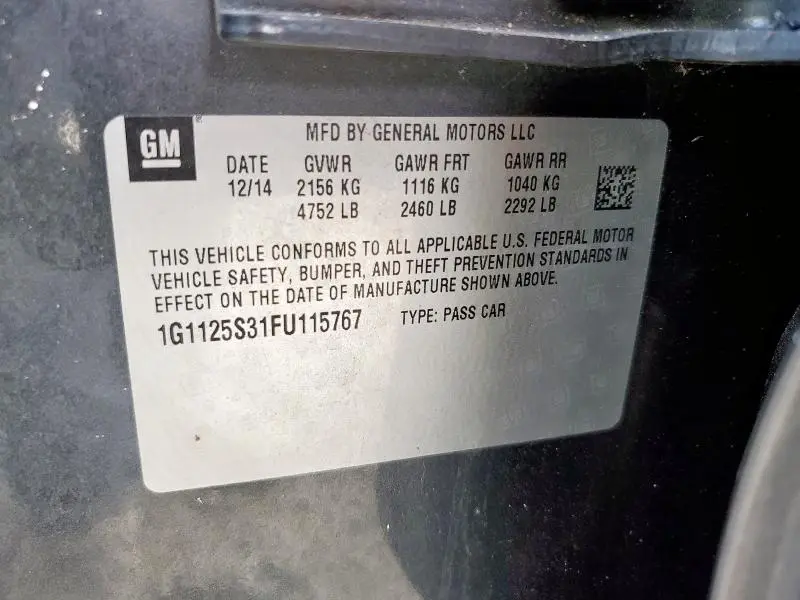 GM
MFD BY GENERAL MOTORS LLC
DATE GVWR GAWR FRT GAWR RR
12/14 2156 KG 1116 KG 1040 KG
4752 LB 2460 LB 2292 LB
THIS VEHICLE CONFORMS TO ALL APPLICABLE U.S. FEDERAL MOTOR
VEHICLE SAFETY, BUMPER, AND THEFT PREVENTION STANDARDS IN
EFFECT ON THE DATE OF MANUFACTURE SHOWN ABOVE.
1G1125S31FU115767 TYPE: PASS CAR